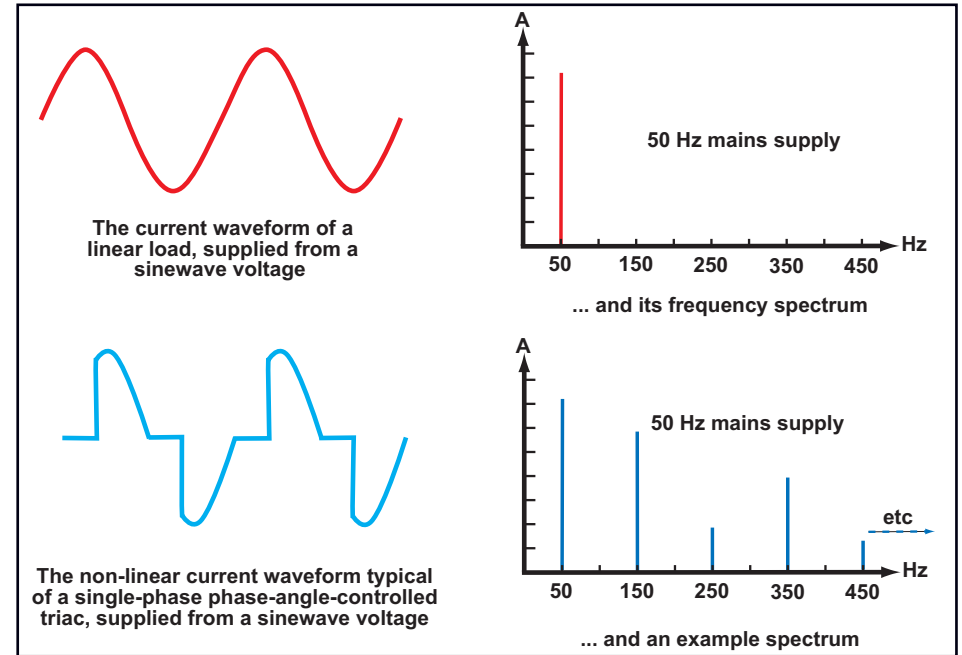 The current waveform of a
linear load, supplied from a
sinewave voltage
A
50 Hz mains supply
Hz
50 150 250 350 450
... and its frequency spectrum
The non-linear current waveform typical
of a single-phase phase-angle-controlled
triac, supplied from a sinewave voltage
A
50 Hz mains supply
etc
Hz
50 150 250 350 450
... and an example spectrum